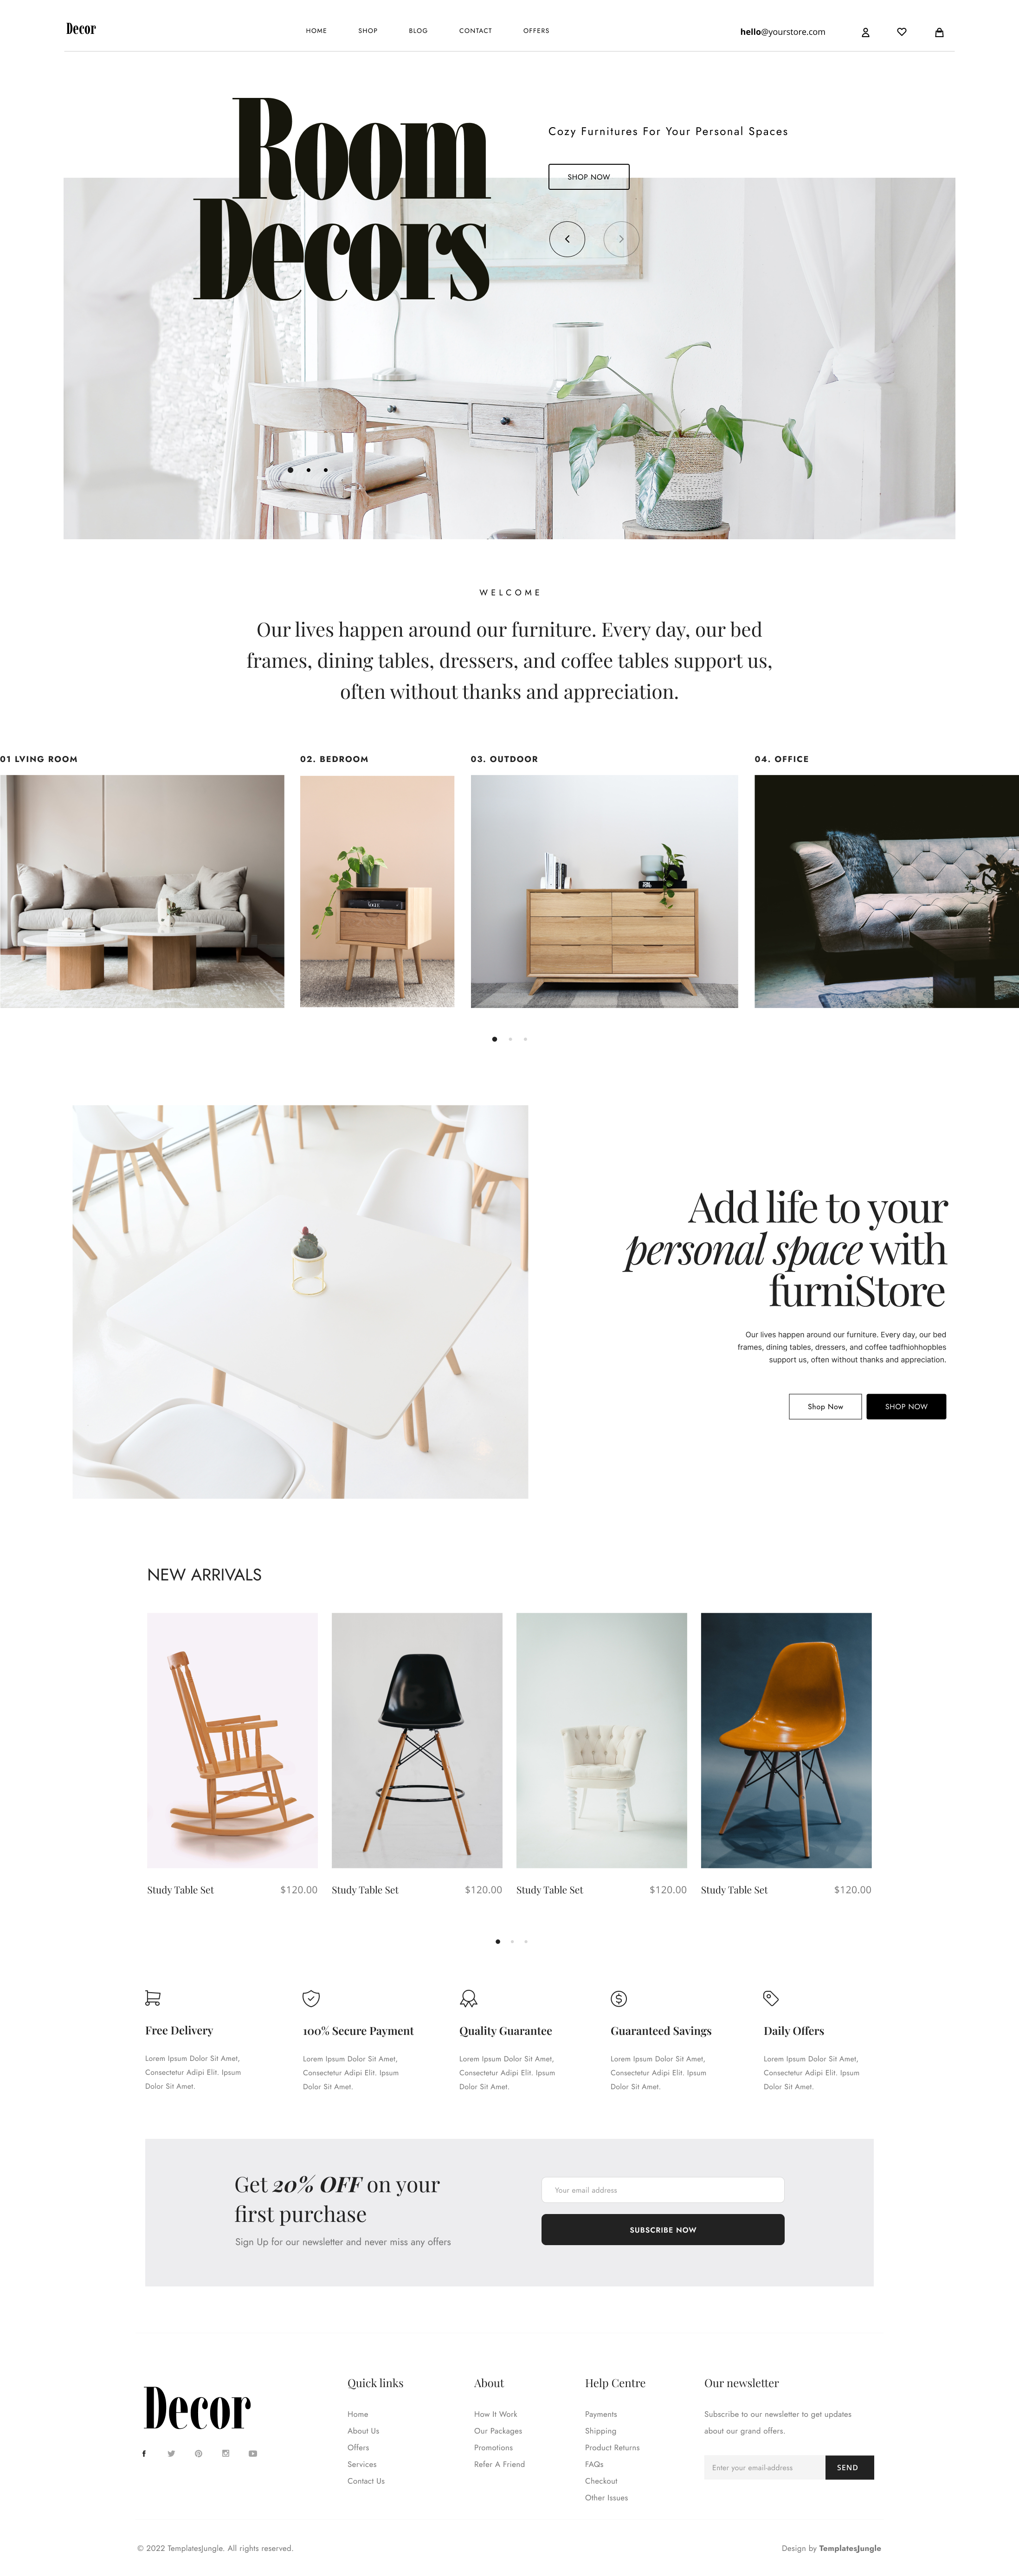 Decor
HOME SHOP BLOG CONTACT OFFERS
hello@yourstore.com
Room
Decors
Cozy Furnitures For Your Personal Spaces
SHOP NOW
WELCOME
Our lives happen around our furniture. Every day, our bed
frames, dining tables, dressers, and coffee tables support us,
often without thanks and appreciation.
01 LVING ROOM
02. BEDROOM
03. OUTDOOR
04. OFFICE
Add life to your
personal space with
furniStore
Our lives happen around our furniture. Every day, our bed
frames, dining tables, dressers, and coffee tadfhiohhopbles
support us, often without thanks and appreciation.
Shop Now
SHOP NOW
NEW ARRIVALS
Study Table Set $120.00
Study Table Set $120.00
Study Table Set $120.00
Study Table Set $120.00
Free Delivery
Lorem Ipsum Dolor Sit Amet,
Consectetur Adipi Elit. Ipsum
Dolor Sit Amet.
100% Secure Payment
Lorem Ipsum Dolor Sit Amet,
Consectetur Adipi Elit. Ipsum
Dolor Sit Amet.
Quality Guarantee
Lorem Ipsum Dolor Sit Amet,
Consectetur Adipi Elit. Ipsum
Dolor Sit Amet.
Guaranteed Savings
Lorem Ipsum Dolor Sit Amet,
Consectetur Adipi Elit. Ipsum
Dolor Sit Amet.
Daily Offers
Lorem Ipsum Dolor Sit Amet,
Consectetur Adipi Elit. Ipsum
Dolor Sit Amet.
Get 20% OFF on your
first purchase
Sign Up for our newsletter and never miss any offers
Your email address
SUBSCRIBE NOW
Decor
Quick links
Home
About Us
Offers
Services
Contact Us
About
How It Work
Our Packages
Promotions
Refer A Friend
Help Centre
Payments
Shipping
Product Returns
FAQs
Checkout
Other Issues
Our newsletter
Subscribe to our newsletter to get updates
about our grand offers.
Enter your email-address
SEND
© 2022 TemplatesJungle. All rights reserved.
Design by TemplatesJungle